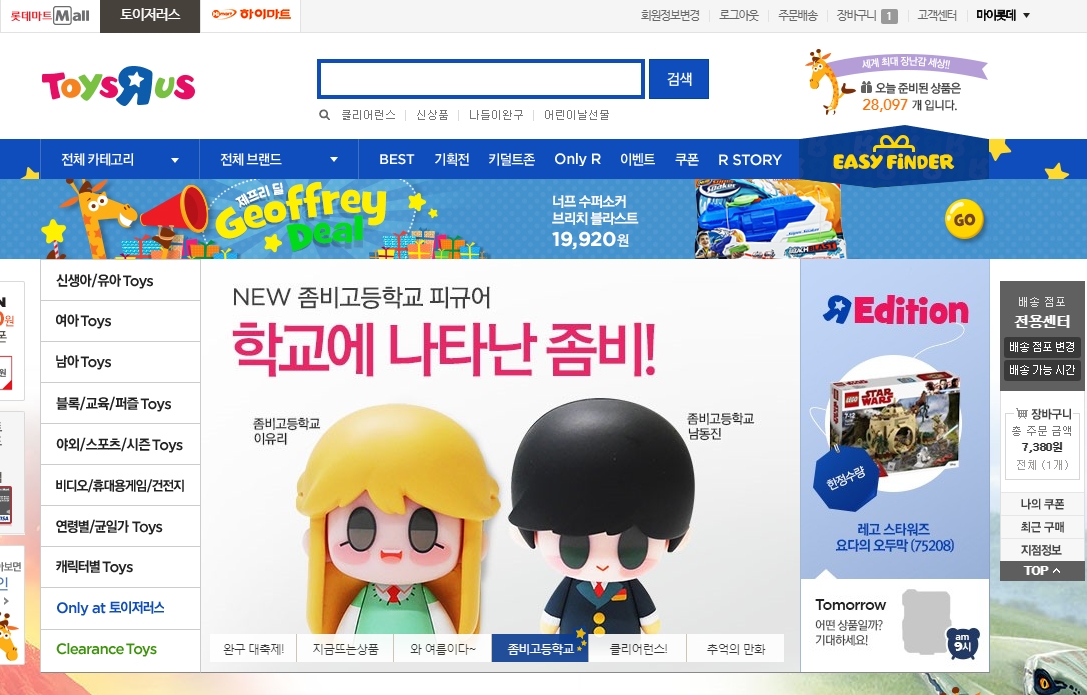 롯데마트 Mall
토이저러스
Himart 하이마트
회원정보변경
로그아웃
주문배송
장바구니 1
고객센터
마이롯데
TOYS R US
검색
클리어런스
신상품
나들이완구
어린이날선물
세계 최대 장난감 세상!!
오늘 준비된 상품은
28,097 개 입니다.
전체 카테고리
전체 브랜드
BEST
기획전
키덜트존
Only R
이벤트
쿠폰
R STORY
EASY FINDER
제프리 딜
Geoffrey
Deal
너프 수퍼소커
브리치 블라스트
19,920원
GO
신생아/유아 Toys
여아 Toys
남아 Toys
블록/교육/퍼즐 Toys
야외/스포츠/시즌 Toys
비디오/휴대용게임/건전지
연령별/균일가 Toys
캐릭터별 Toys
Only at 토이저러스
Clearance Toys
NEW 좀비고등학교 피규어
학교에 나타난 좀비!
좀비고등학교
이유리
좀비고등학교
남동진
완구 대축제!
지금뜨는상품
와 여름이다~
좀비고등학교
클리어런스!
추억의 만화
R Edition
LEGO
STAR
WARS
한정수량
레고 스타워즈
요다의 오두막 (75208)
Tomorrow
어떤 상품일까?
기대하세요!
am
9시
배송 점포
전용센터
배송 점포 변경
배송 가능 시간
장바구니
총 주문 금액
7,380원
전체 (1개)
나의 쿠폰
최근 구매
지점정보
TOP